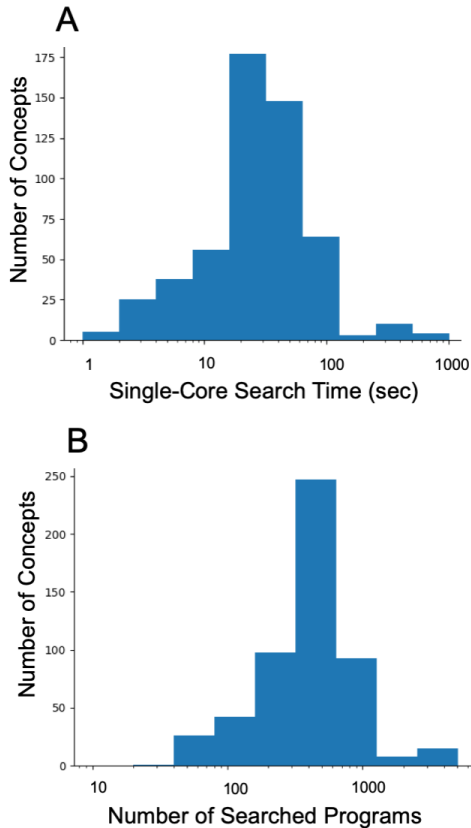 A
175
150
125
100
75
50
25
0
Number of Concepts
1 10 100 1000
Single-Core Search Time (sec)
B
250
200
150
100
50
0
Number of Concepts
10 100 1000
Number of Searched Programs